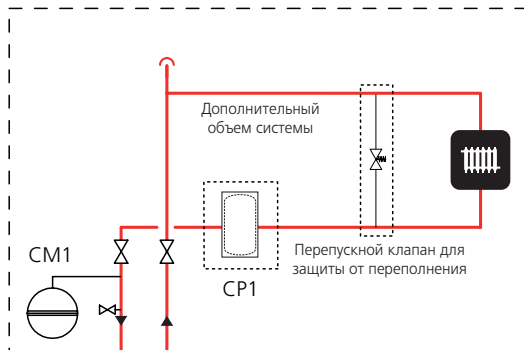 Дополнительный
объем системы
Перепускной клапан для
защиты от переполнения
CM1
CP1